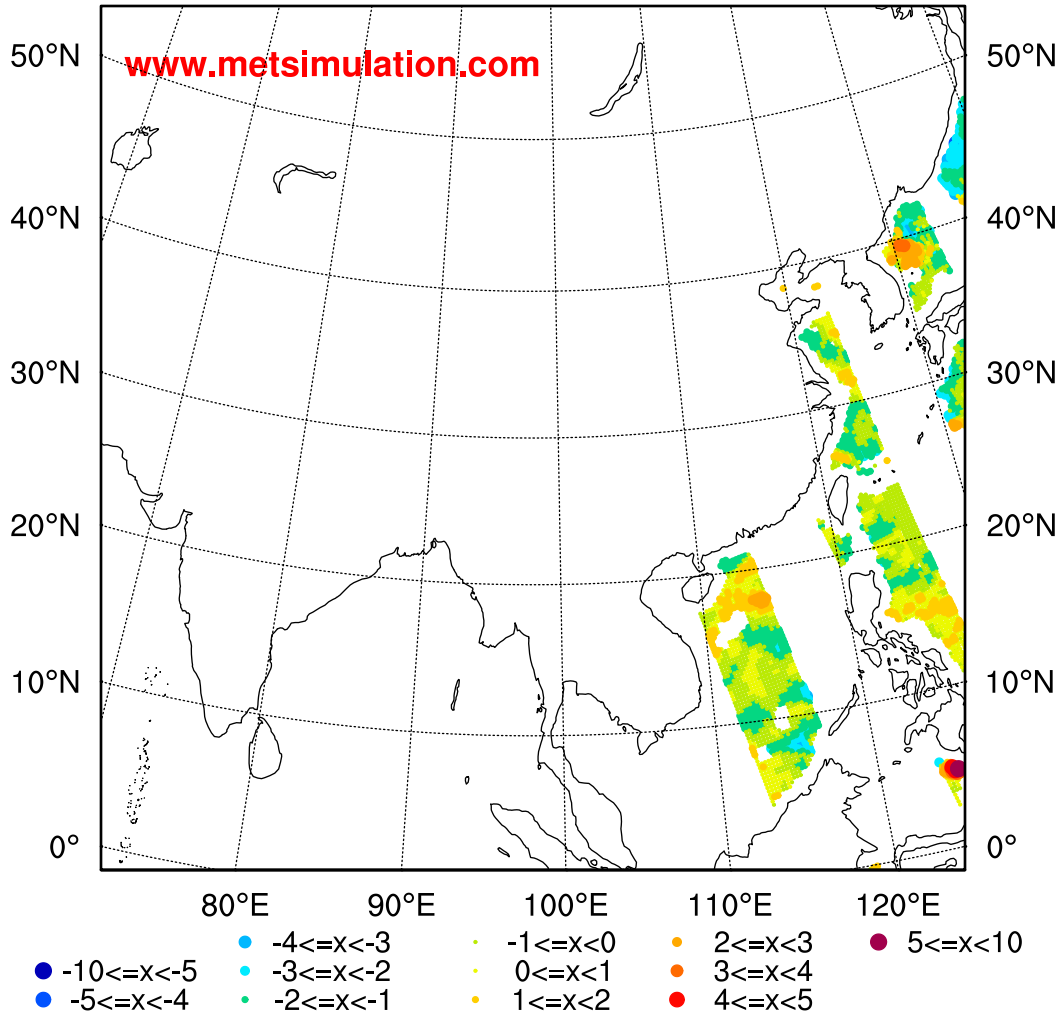 www.metsimulation.com
50°N 50°N
40°N 40°N
30°N 30°N
20°N 20°N
10°N 10°N
0° 0°
80°E 90°E 100°E 110°E 120°E
-4<=x<-3 -1<=x<0 2<=x<3 5<=x<10
-10<=x<-5 -3<=x<-2 0<=x<1 3<=x<4
-5<=x<-4 -2<=x<-1 1<=x<2 4<=x<5